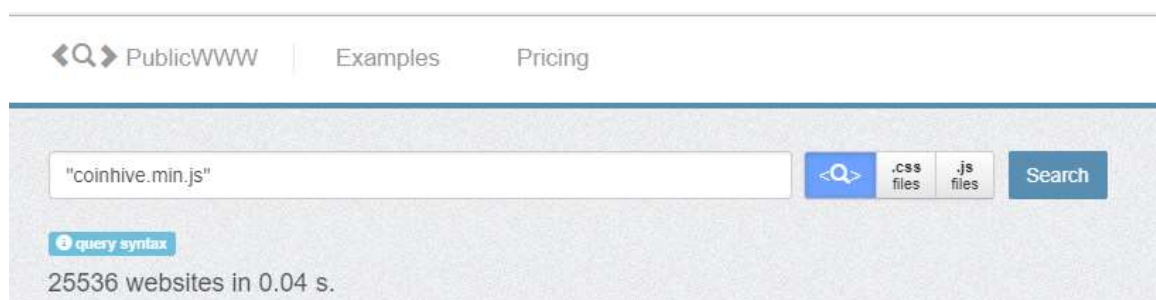 PublicWWW Examples Pricing
"coinhive.min.js" .css files .js files Search
query syntax
25536 websites in 0.04 s.